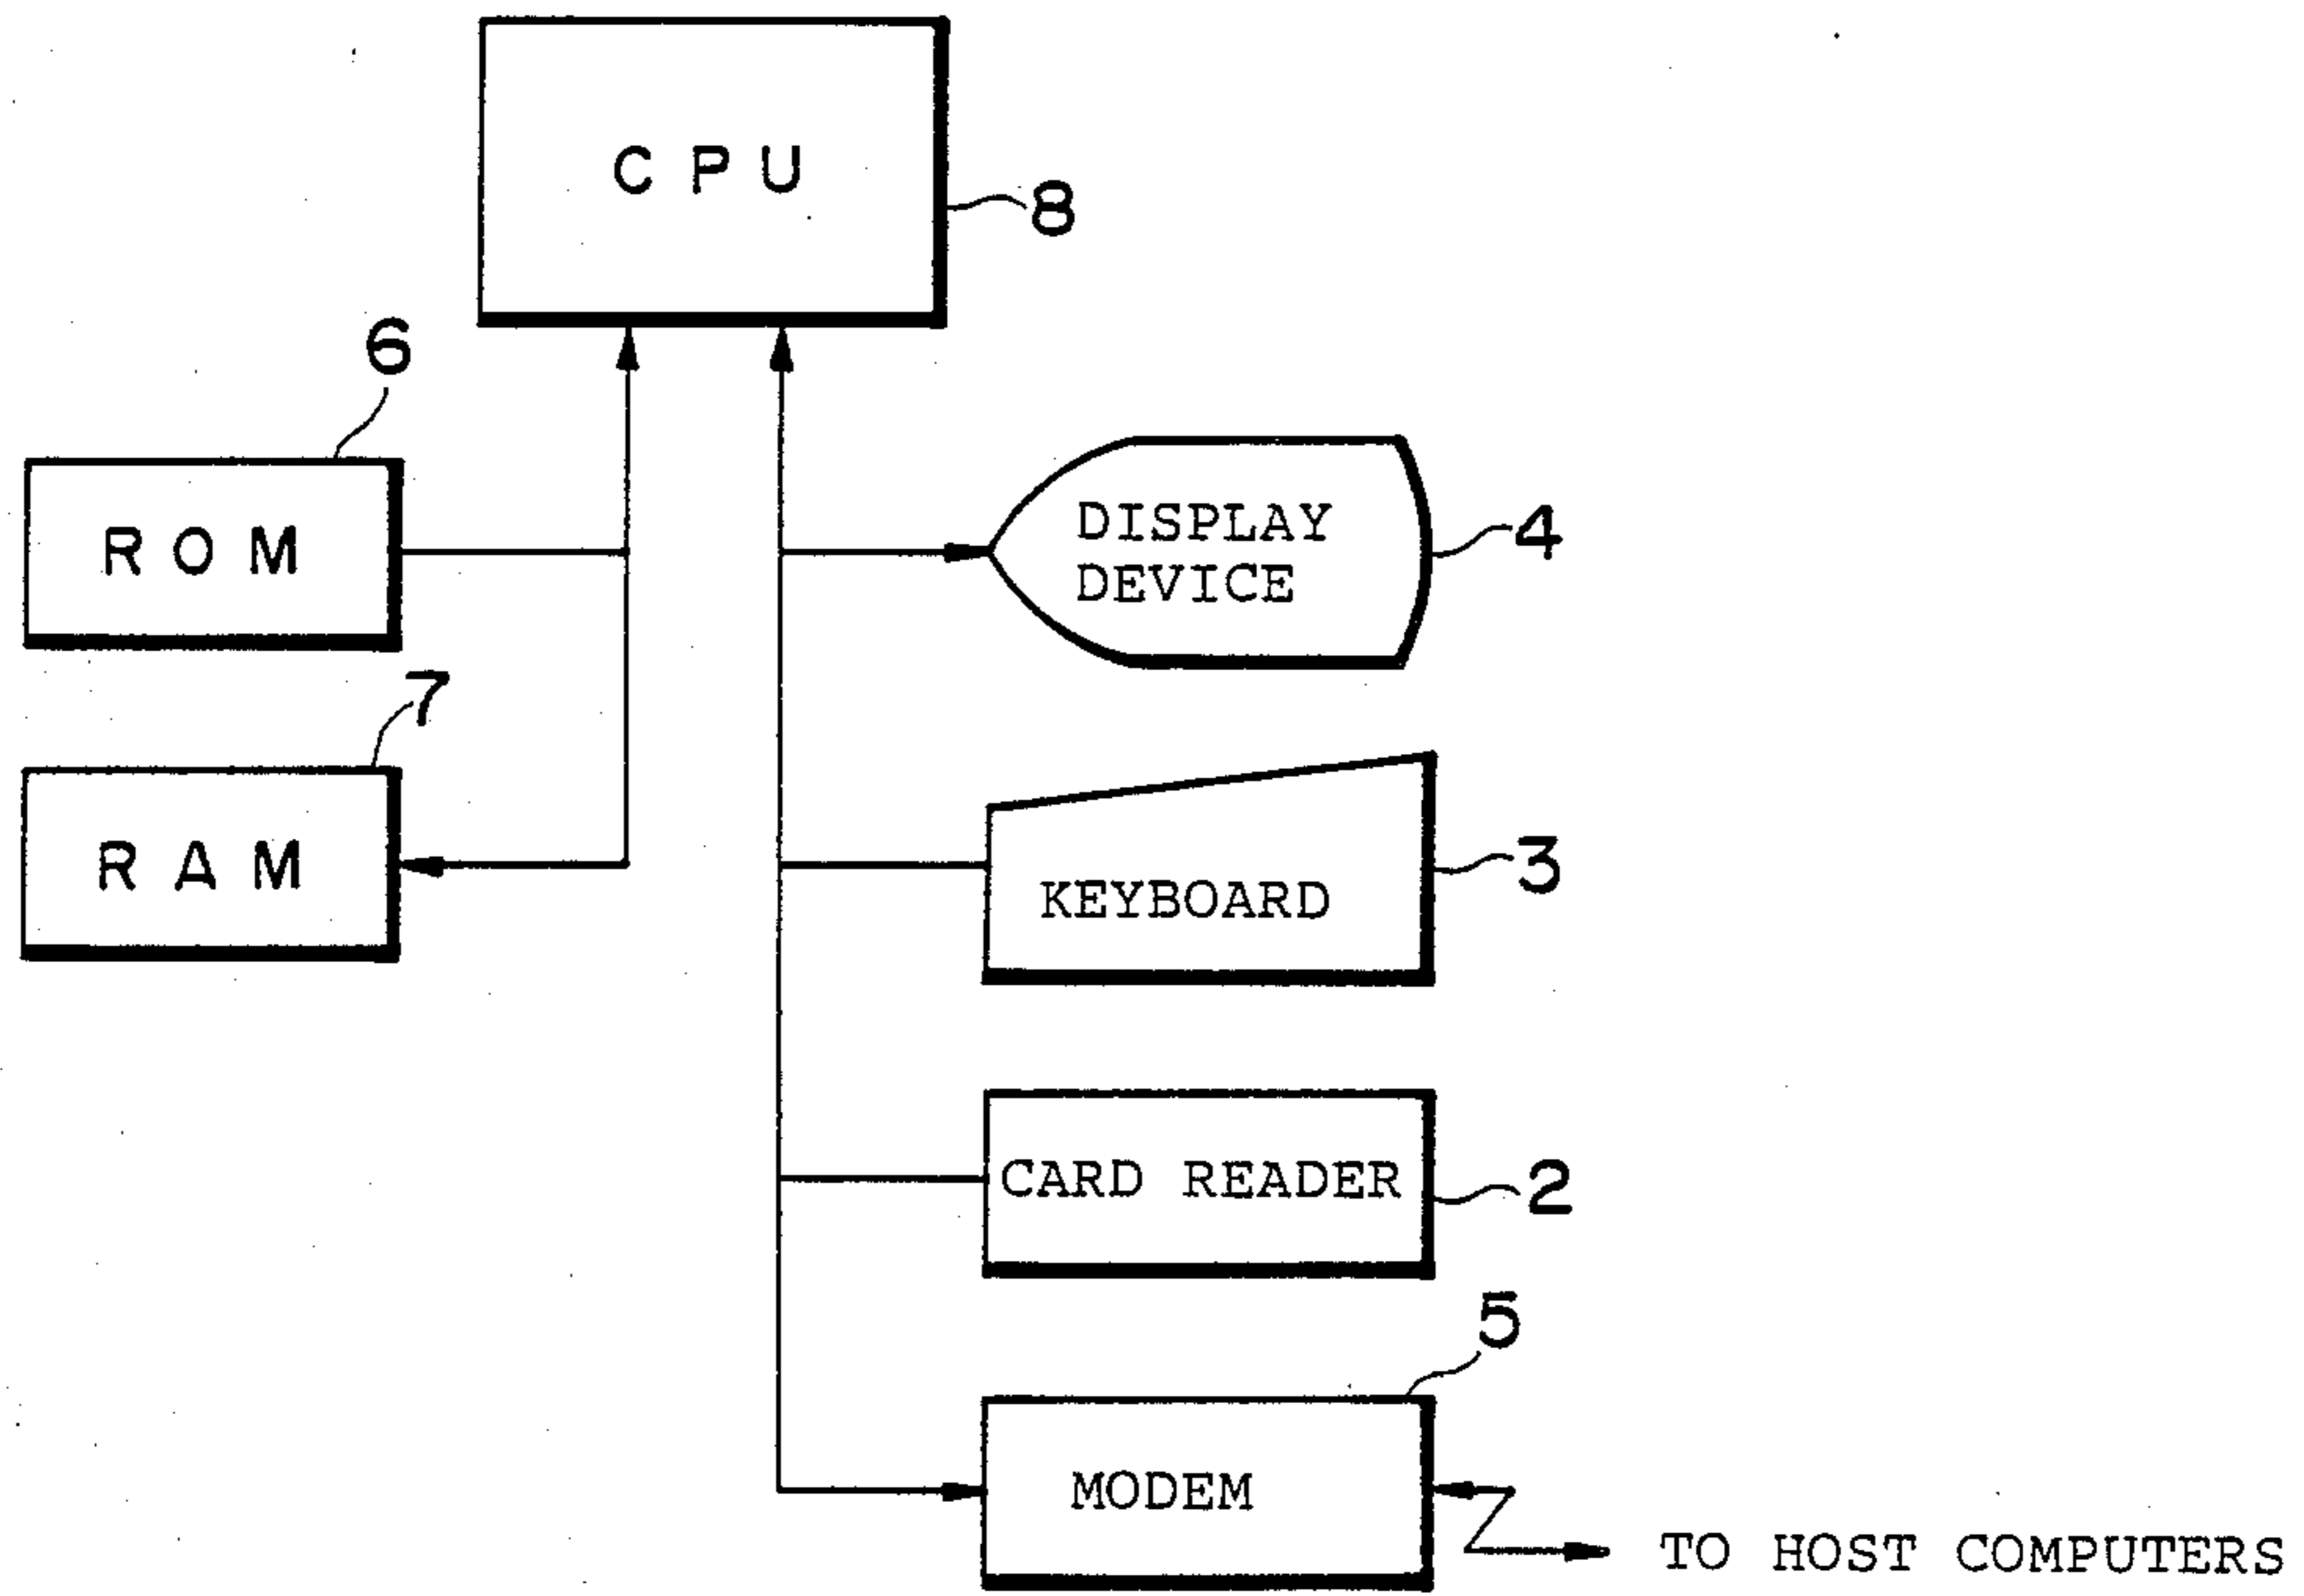 CPU
8
6
ROM
DISPLAY
DEVICE
4
7
RAM
KEYBOARD
3
CARD READER
2
5
MODEM
TO HOST COMPUTERS